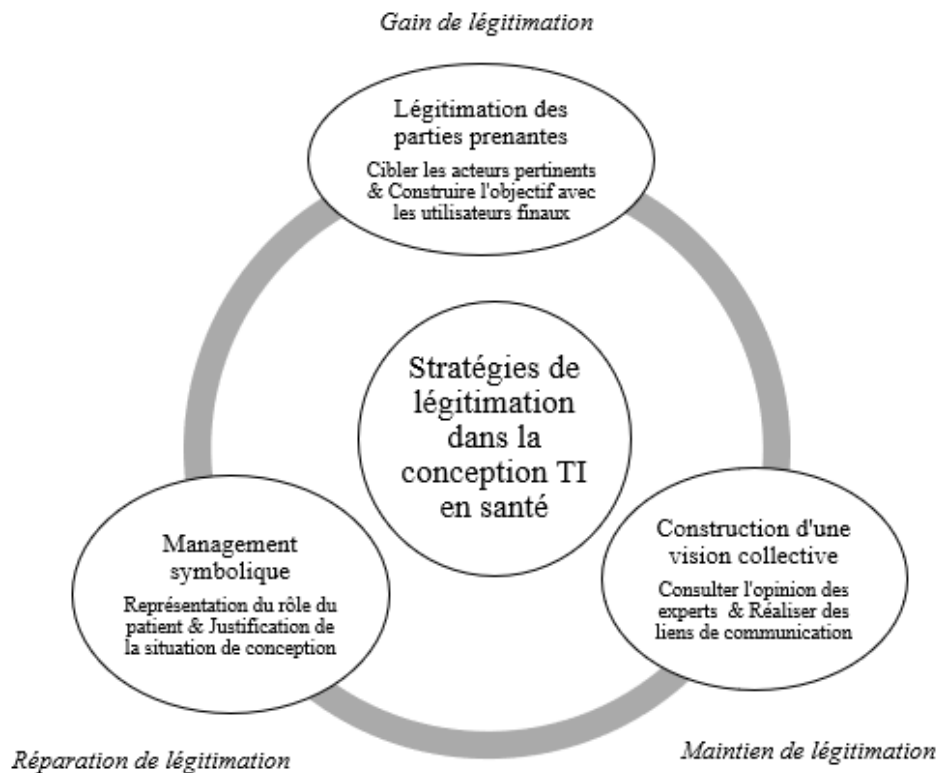 Gain de légitimation
Légitimation des
parties prenantes
Cibler les acteurs pertinents
& Construire l'objectif avec
les utilisateurs finaux
Stratégies de
légitimation
dans la
conception TI
en santé
Management
symbolique
Représentation du rôle du
patient & Justification de
la situation de conception
Construction d'une
vision collective
Consulter l'opinion des
experts & Réaliser des
liens de communication
Réparation de légitimation
Maintien de légitimation